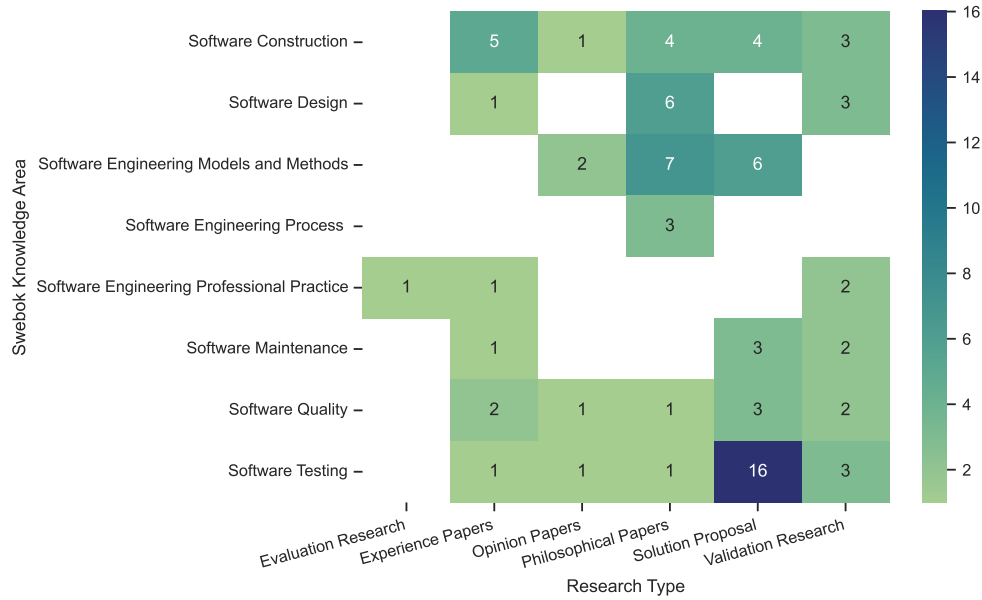 Swebok Knowledge Area
Software Construction 5 1 4 4 3
Software Design 1 6 3
Software Engineering Models and Methods 2 7 6
Software Engineering Process 3
Software Engineering Professional Practice 1 1 2
Software Maintenance 1 3 2
Software Quality 2 1 1 3 2
Software Testing 1 1 1 16 3
Evaluation Research
Experience Papers
Opinion Papers
Philosophical Papers
Solution Proposal
Validation Research
Research Type
16
14
12
10
8
6
4
2